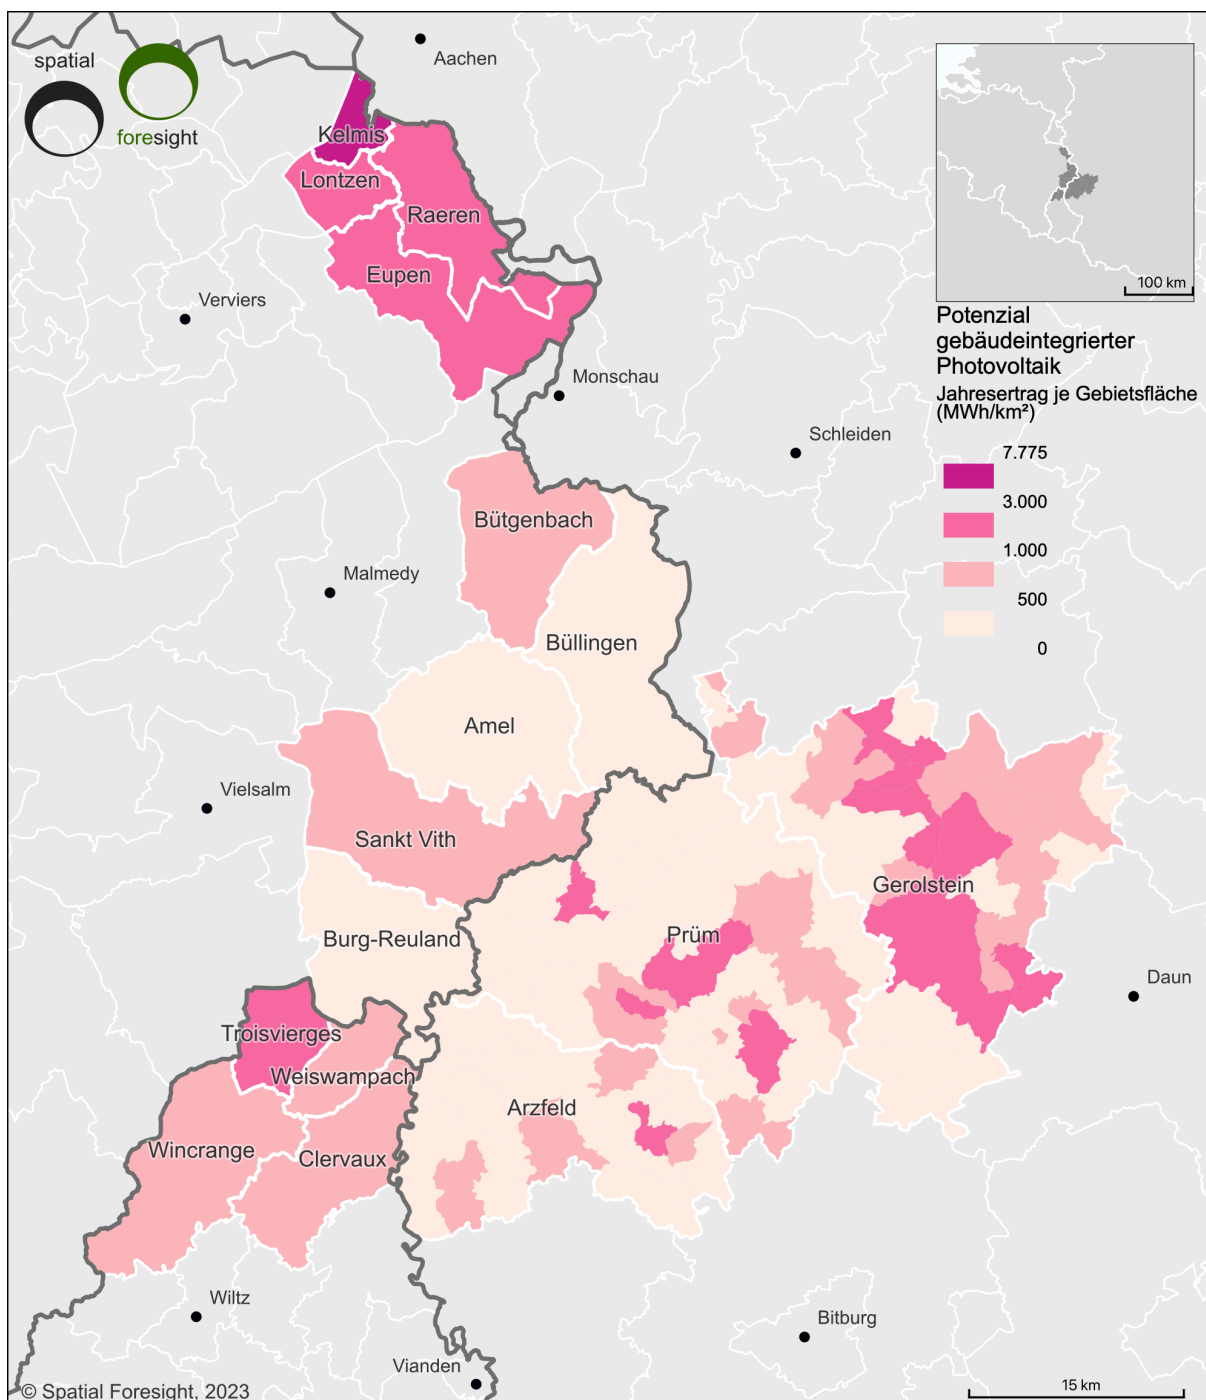 spatial
foresight
Aachen
Kelmis
Lontzen
Raeren
Eupen
Verviers
100 km
Potenzial
gebäudeintegrierter
Photovoltaik
Jahresertrag je Gebietsfläche
(MWh/km²)
7.775
3.000
1.000
500
0
Monschau
Schleiden
Bütgenbach
Malmedy
Büllingen
Amel
Vielsalm
Sankt Vith
Gerolstein
Burg-Reuland
Prüm
Daun
Troisvierges
Weiswampach
Arzfeld
Wincrange
Clervaux
Wiltz
Bitburg
Vianden
© Spatial Foresight, 2023
15 km